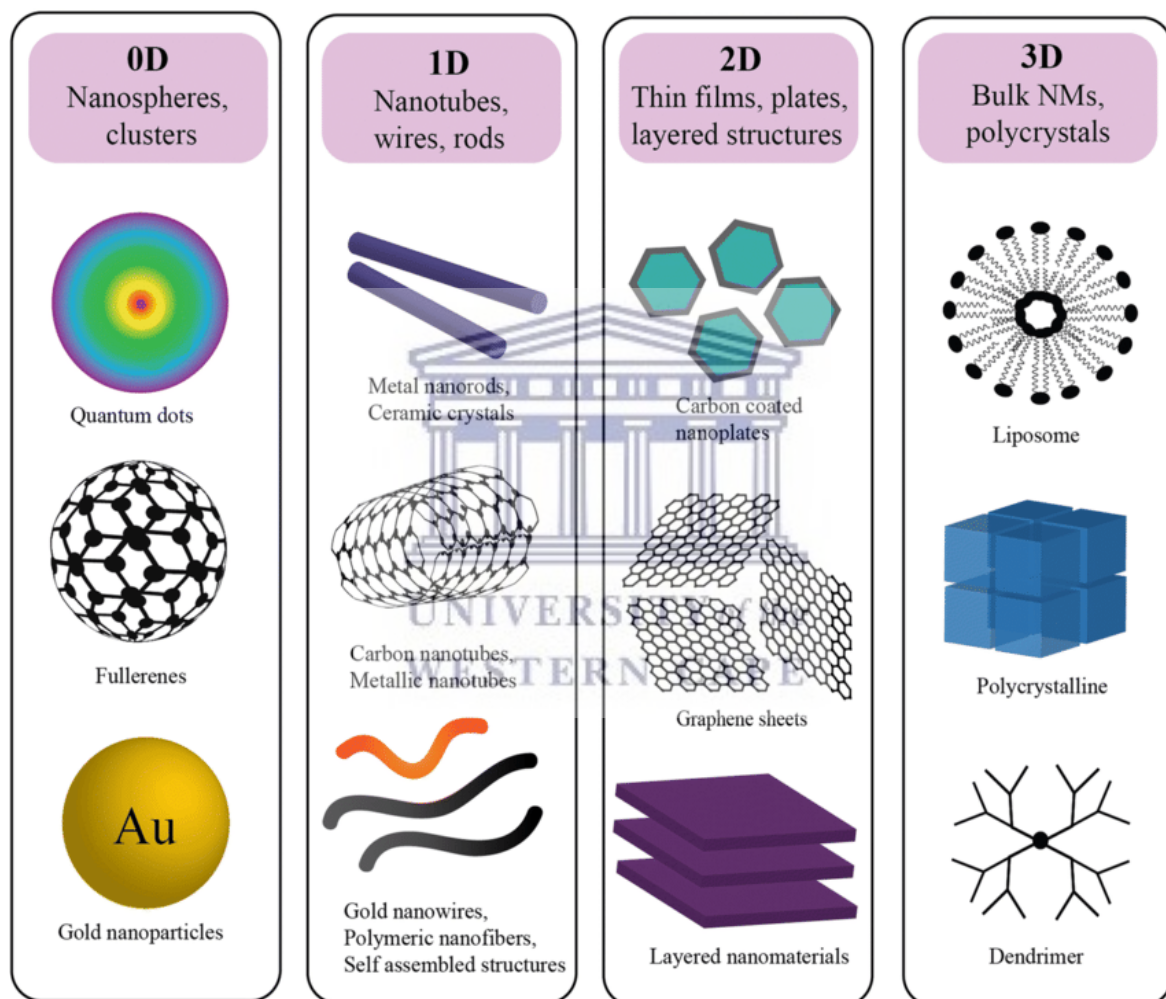 0D
Nanospheres,
clusters
Quantum dots
Fullerenes
Au
Gold nanoparticles
1D
Nanotubes,
wires, rods
Metal nanorods,
Ceramic crystals
Carbon nanotubes,
Metallic nanotubes
Gold nanowires,
Polymeric nanofibers,
Self assembled structures
2D
Thin films, plates,
layered structures
Carbon coated
nanoplates
Graphene sheets
Layered nanomaterials
3D
Bulk NMs,
polycrystals
Liposome
Polycrystalline
Dendrimer
UNIVERSITY of the
WESTERN CAPE